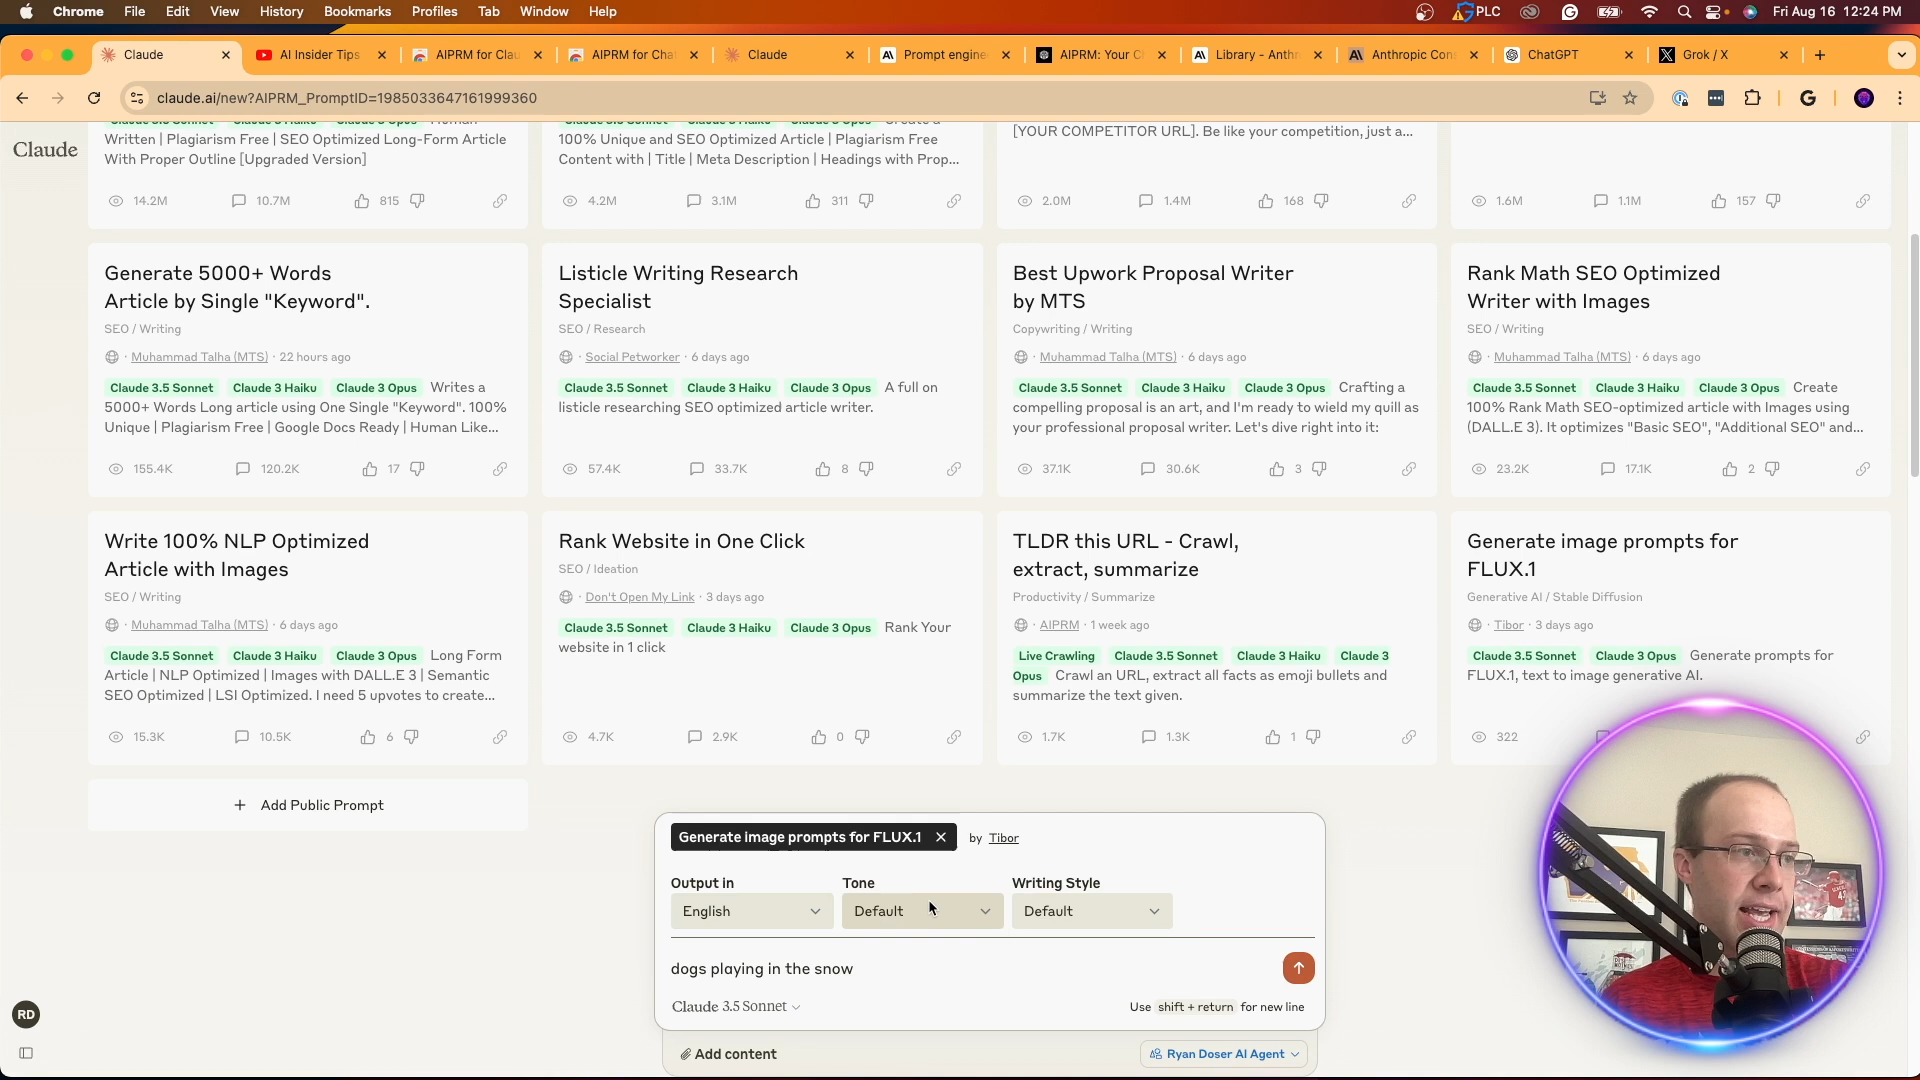 Chrome File Edit View History Bookmarks Profiles Tab Window Help PLC Fri Aug 16 12:24 PM
Claude AI Insider Tips AIPRM for Clau AIPRM for Cha Claude Prompt engine AIPRM: Your C Library - Anthr Anthropic Con ChatGPT Grok / X
claude.ai/new?AIPRM_PromptID=1985033647161999360
Claude
Claude 3.5 Sonnet Claude 3 Haiku Claude 3 Opus Human
Written | Plagiarism Free | SEO Optimized Long-Form Article
With Proper Outline [Upgraded Version]
14.2M 10.7M 815
Claude 3.5 Sonnet Claude 3 Haiku Claude 3 Opus Create a
100% Unique and SEO Optimized Article | Plagiarism Free
Content with | Title | Meta Description | Headings with Prop...
4.2M 3.1M 311
[YOUR COMPETITOR URL]. Be like your competition, just a...
2.0M 1.4M 168
1.6M 1.1M 157
Generate 5000+ Words
Article by Single "Keyword".
SEO / Writing
· Muhammad Talha (MTS) · 22 hours ago
Claude 3.5 Sonnet Claude 3 Haiku Claude 3 Opus Writes a
5000+ Words Long article using One Single "Keyword". 100%
Unique | Plagiarism Free | Google Docs Ready | Human Like...
155.4K 120.2K 17
Listicle Writing Research
Specialist
SEO / Research
· Social Petworker · 6 days ago
Claude 3.5 Sonnet Claude 3 Haiku Claude 3 Opus A full on
listicle researching SEO optimized article writer.
57.4K 33.7K 8
Best Upwork Proposal Writer
by MTS
Copywriting / Writing
· Muhammad Talha (MTS) · 6 days ago
Claude 3.5 Sonnet Claude 3 Haiku Claude 3 Opus Crafting a
compelling proposal is an art, and I'm ready to wield my quill as
your professional proposal writer. Let's dive right into it:
37.1K 30.6K 3
Rank Math SEO Optimized
Writer with Images
SEO / Writing
· Muhammad Talha (MTS) · 6 days ago
Claude 3.5 Sonnet Claude 3 Haiku Claude 3 Opus Create
100% Rank Math SEO-optimized article with Images using
(DALL.E 3). It optimizes "Basic SEO", "Additional SEO" and...
23.2K 17.1K 2
Write 100% NLP Optimized
Article with Images
SEO / Writing
· Muhammad Talha (MTS) · 6 days ago
Claude 3.5 Sonnet Claude 3 Haiku Claude 3 Opus Long Form
Article | NLP Optimized | Images with DALL.E 3 | Semantic
SEO Optimized | LSI Optimized. I need 5 upvotes to create...
15.3K 10.5K 6
Rank Website in One Click
SEO / Ideation
· Don't Open My Link · 3 days ago
Claude 3.5 Sonnet Claude 3 Haiku Claude 3 Opus Rank Your
website in 1 click
4.7K 2.9K 0
TLDR this URL - Crawl,
extract, summarize
Productivity / Summarize
· AIPRM · 1 week ago
Live Crawling Claude 3.5 Sonnet Claude 3 Haiku Claude 3
Opus Crawl an URL, extract all facts as emoji bullets and
summarize the text given.
1.7K 1.3K 1
Generate image prompts for
FLUX.1
Generative AI / Stable Diffusion
· Tibor · 3 days ago
Claude 3.5 Sonnet Claude 3 Opus Generate prompts for
FLUX.1, text to image generative AI.
322
+ Add Public Prompt
Generate image prompts for FLUX.1 by Tibor
Output in Tone Writing Style
English Default Default
dogs playing in the snow
Claude 3.5 Sonnet Use shift + return for new line
RD
Add content Ryan Doser AI Agent